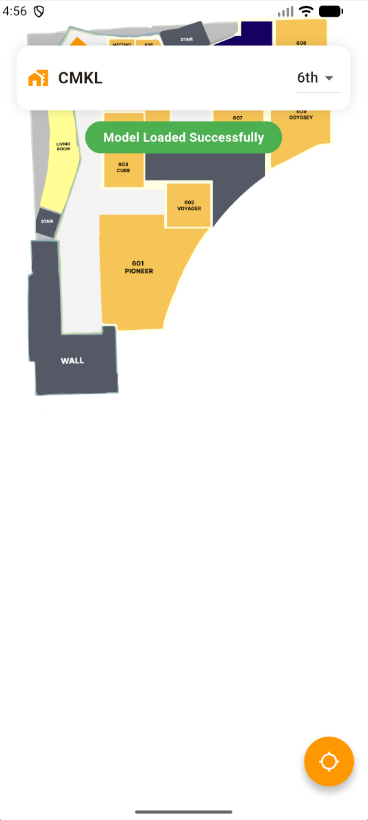 4:56
STAIR
MEETING
608
CMKL
6th
607
609
ODYSSEY
Model Loaded Successfully
LIVING
ROOM
603
CUBE
602
VOYAGER
STAIR
601
PIONEER
WALL